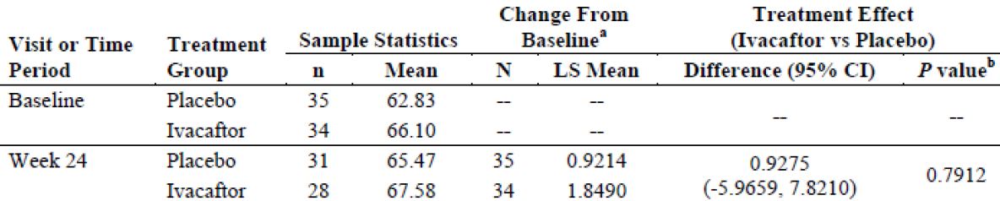 Change From Treatment Effect
Visit or Time Treatment Sample Statistics Baselineᵃ (Ivacaftor vs Placebo)
Period Group n Mean N LS Mean Difference (95% CI) P valueᵇ
Baseline Placebo 35 62.83 -- -- -- --
Ivacaftor 34 66.10 -- --
Week 24 Placebo 31 65.47 35 0.9214 0.9275 0.7912
Ivacaftor 28 67.58 34 1.8490 (-5.9659, 7.8210)